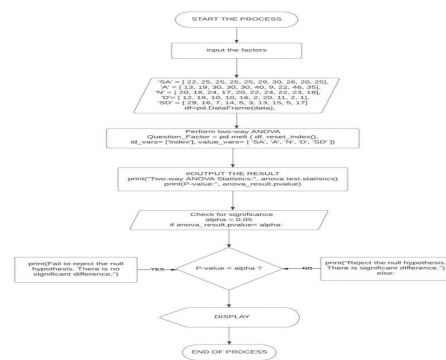 START THE PROCESS
input the factors
'SA' = [ 22, 25, 25, 25, 25, 29, 30, 26, 20, 25],
'A' = [ 13, 19, 30, 30, 30, 40, 9, 22, 46, 35],
'N' = [ 20, 18, 24, 17, 20, 22, 24, 22, 23, 18],
'D'= [ 12, 18, 10, 10, 16, 2, 20, 11, 2, 1],
'SD' = [ 29, 16, 7, 14, 5, 3, 13, 15, 5, 17]
df=pd.DataFrame(data),
Perform two-way ANOVA
Question_Factor = pd.melt ( df, reset_index(),
id_vars= ['index'], value_vars= [ 'SA', 'A', 'N', 'D', 'SD' ])
#OUTPUT THE RESULT
print("Two-way ANOVA Statistics:", anova test.statistics)
print(P-value:", anova_result.pvalue)
Check for significance
alpha = 0.05
if anova_result.pvalue< alpha:
print(Fail to reject the null
hypothesis. There is no
significant difference,")
YES
P-value < alpha ?
NO
print("Reject the null hypothesis.
There is significant difference.")
else:
DISPLAY
END OF PROCESS